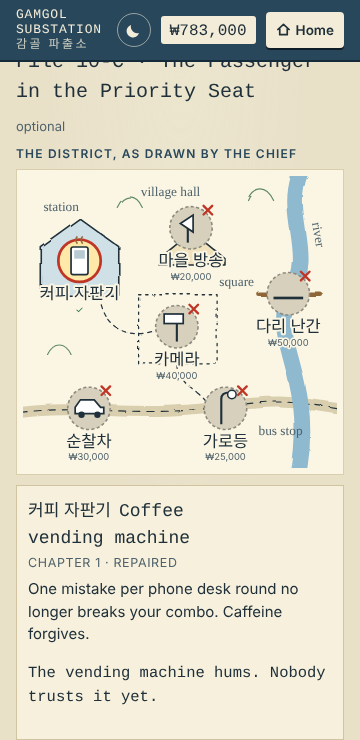 GAMGOL
SUBSTATION
감골 파출소
₩783,000
Home
File 10-C · The Passenger
in the Priority Seat
optional
THE DISTRICT, AS DRAWN BY THE CHIEF
village hall
station
마을 방송
₩20,000
river
square
커피 자판기
다리 난간
₩50,000
카메라
₩40,000
bus stop
순찰차
₩30,000
가로등
₩25,000
커피 자판기 Coffee
vending machine
CHAPTER 1 · REPAIRED
One mistake per phone desk round no
longer breaks your combo. Caffeine
forgives.
The vending machine hums. Nobody
trusts it yet.